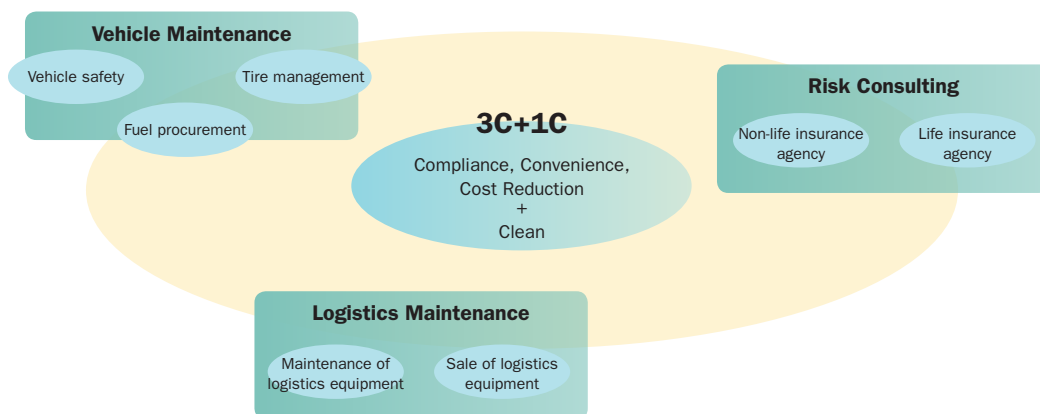 Vehicle Maintenance
Vehicle safety
Tire management
Fuel procurement
3C+1C
Compliance, Convenience,
Cost Reduction
+
Clean
Risk Consulting
Non-life insurance
agency
Life insurance
agency
Logistics Maintenance
Maintenance of
logistics equipment
Sale of logistics
equipment